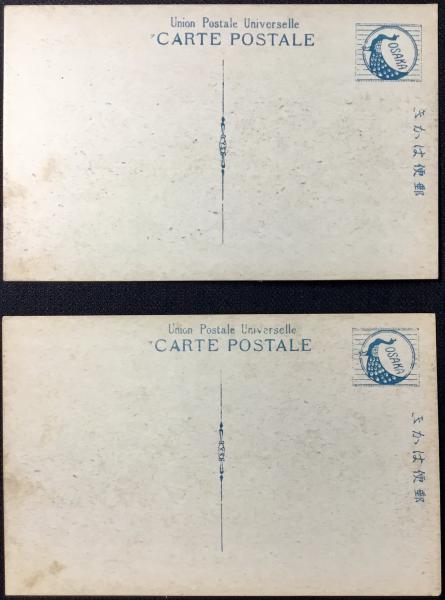 Union Postale Universelle
CARTE POSTALE
OSAKA
郵便はかき
Union Postale Universelle
CARTE POSTALE
OSAKA
郵便はかき